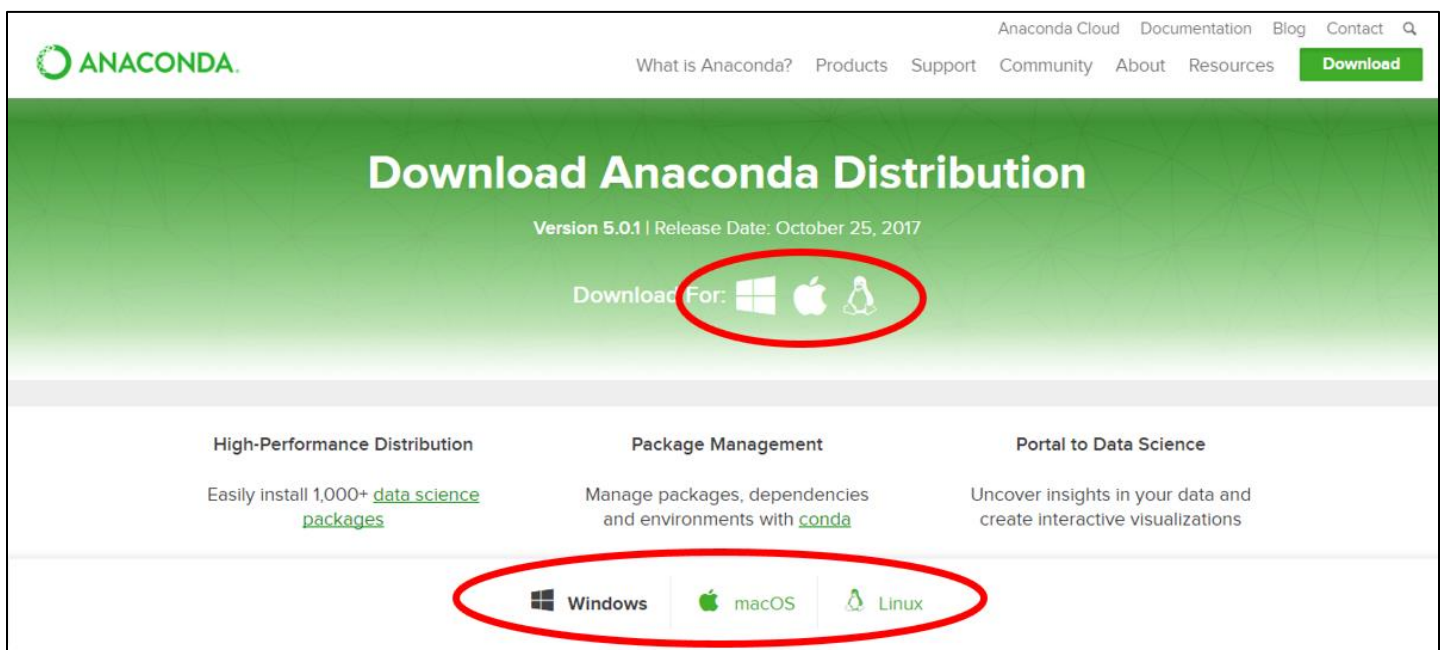 Anaconda Cloud Documentation Blog Contact
ANACONDA.
What is Anaconda? Products Support Community About Resources Download
Download Anaconda Distribution
Version 5.0.1 | Release Date: October 25, 2017
Download For:
High-Performance Distribution
Easily install 1,000+ data science
packages
Package Management
Manage packages, dependencies
and environments with conda
Portal to Data Science
Uncover insights in your data and
create interactive visualizations
Windows macOS Linux